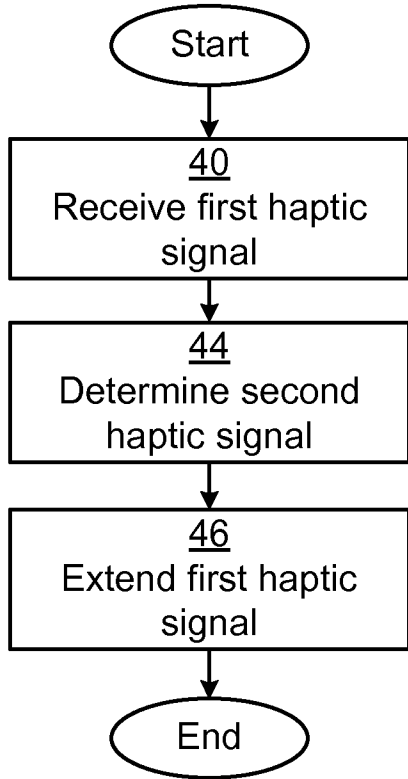 Start
40
Receive first haptic
signal
44
Determine second
haptic signal
46
Extend first haptic
signal
End